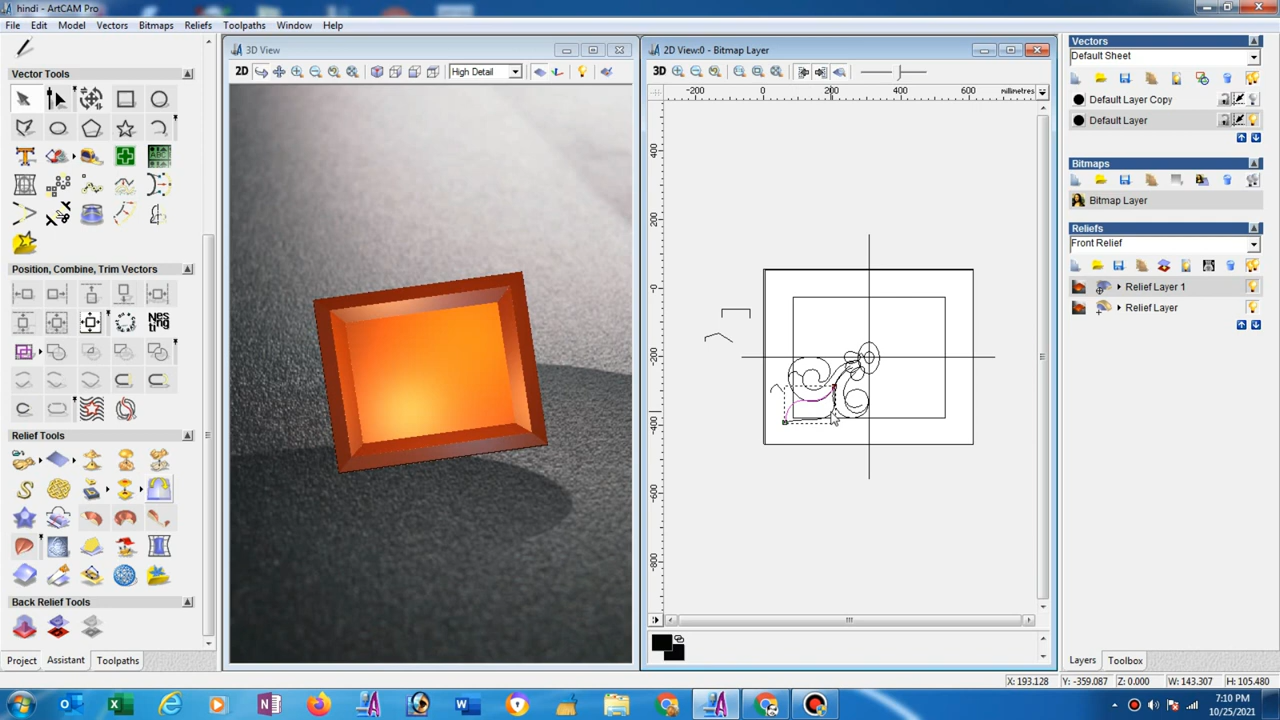 hindi - ArtCAM Pro
File Edit Model Vectors Bitmaps Reliefs Toolpaths Window Help
3D View
2D View:0 - Bitmap Layer
Vectors
Default Sheet
Vector Tools
2D
High Detail
3D
-200 0 200 400 600 millimetres
Default Layer Copy
Default Layer
Bitmaps
Bitmap Layer
Reliefs
Front Relief
Relief Layer 1
Relief Layer
Position, Combine, Trim Vectors
400
200
-0
-200
-400
-600
-800
Relief Tools
Back Relief Tools
Project Assistant Toolpaths
Layers Toolbox
X: 193.128 Y: -359.087 Z: 0.000 W: 143.307 H: 105.480
7:10 PM
10/25/2021